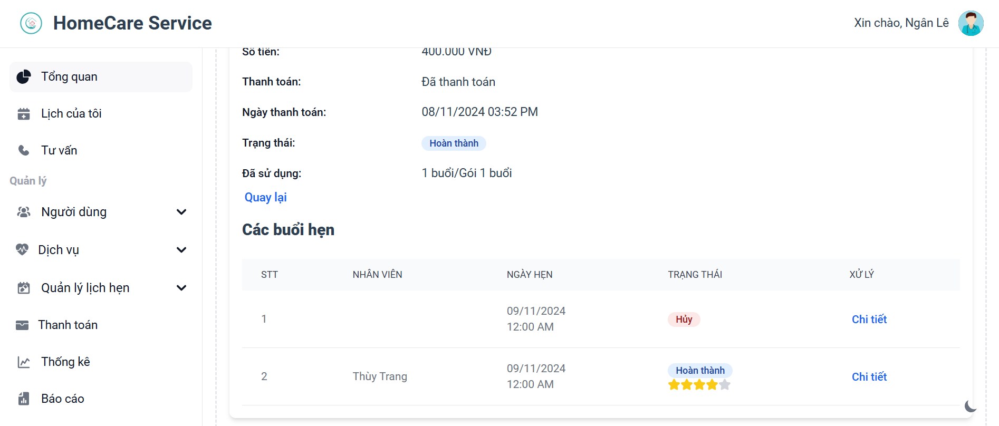 HomeCare Service
Xin chào, Ngân Lê
Tổng quan
Lịch của tôi
Tư vấn
Quản lý
Người dùng
Dịch vụ
Quản lý lịch hẹn
Thanh toán
Thống kê
Báo cáo
Số tiền: 400.000 VNĐ
Thanh toán: Đã thanh toán
Ngày thanh toán: 08/11/2024 03:52 PM
Trạng thái: Hoàn thành
Đã sử dụng: 1 buổi/Gói 1 buổi
Quay lại
Các buổi hẹn
STT NHÂN VIÊN NGÀY HẸN TRẠNG THÁI XỬ LÝ
1 09/11/2024 12:00 AM Hủy Chi tiết
2 Thùy Trang 09/11/2024 12:00 AM Hoàn thành Chi tiết